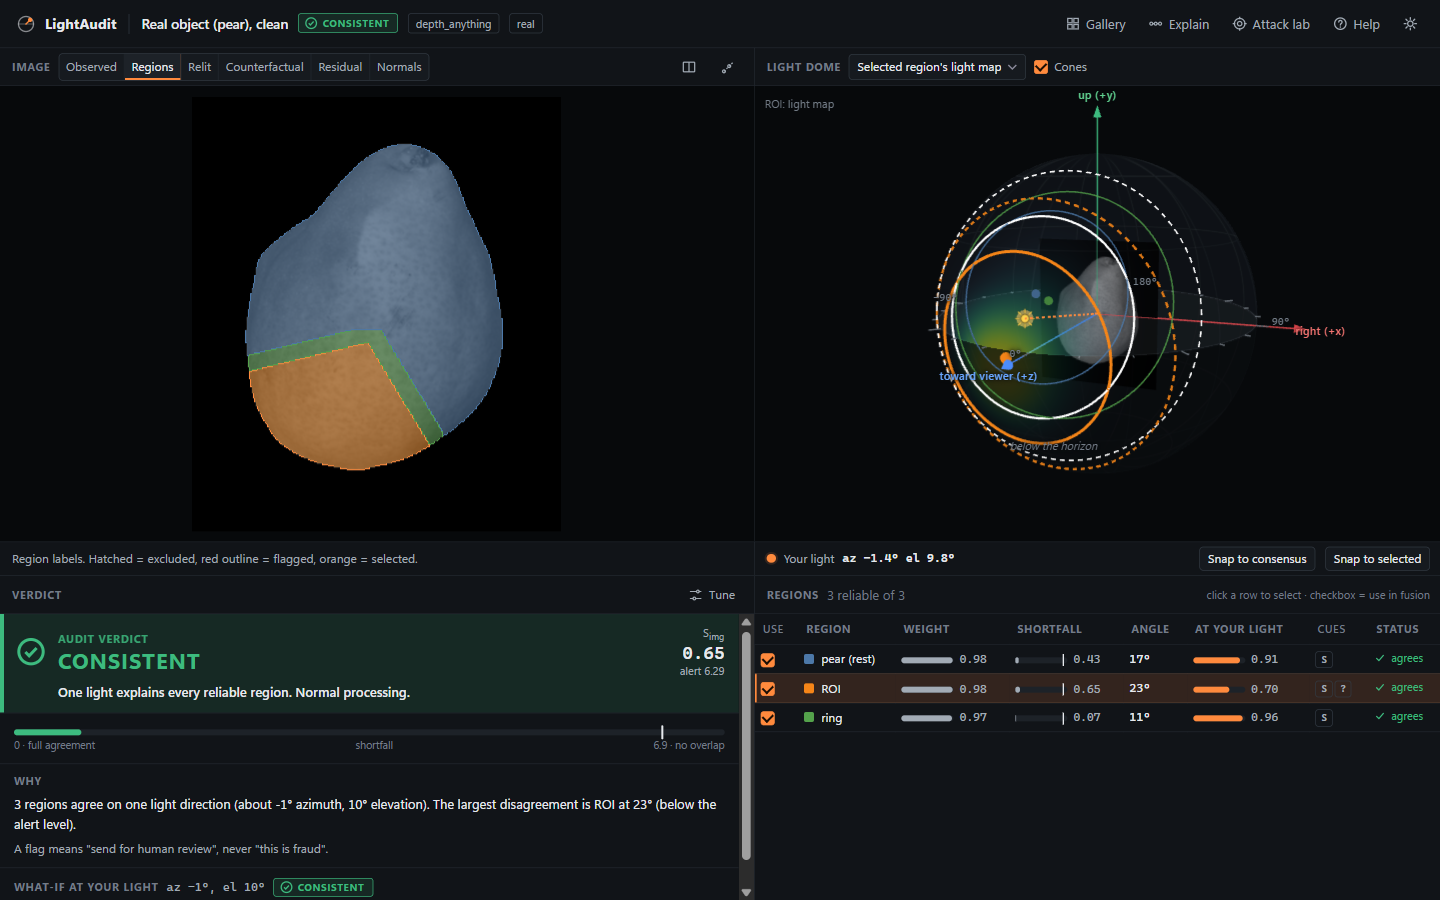 LightAudit Real object (pear), clean CONSISTENT depth_anything real Gallery Explain Attack lab Help
IMAGE Observed Regions Relit Counterfactual Residual Normals
LIGHT DOME Selected region's light map Cones
ROI: light map
up (+y)
180°
-90°
90°
right (+x)
0°
toward viewer (+z)
below the horizon
Region labels. Hatched = excluded, red outline = flagged, orange = selected.
Your light az −1.4° el 9.8° Snap to consensus Snap to selected
VERDICT Tune
AUDIT VERDICT
CONSISTENT
One light explains every reliable region. Normal processing.
Simg
0.65
alert 6.29
0 · full agreement shortfall 6.9 · no overlap
WHY
3 regions agree on one light direction (about -1° azimuth, 10° elevation). The largest disagreement is ROI at 23° (below the
alert level).
A flag means "send for human review", never "this is fraud".
WHAT-IF AT YOUR LIGHT az −1°, el 10° CONSISTENT
REGIONS 3 reliable of 3 click a row to select · checkbox = use in fusion
USE REGION WEIGHT SHORTFALL ANGLE AT YOUR LIGHT CUES STATUS
pear (rest) 0.98 0.43 17° 0.91 S agrees
ROI 0.98 0.65 23° 0.70 S ? agrees
ring 0.97 0.07 11° 0.96 S agrees